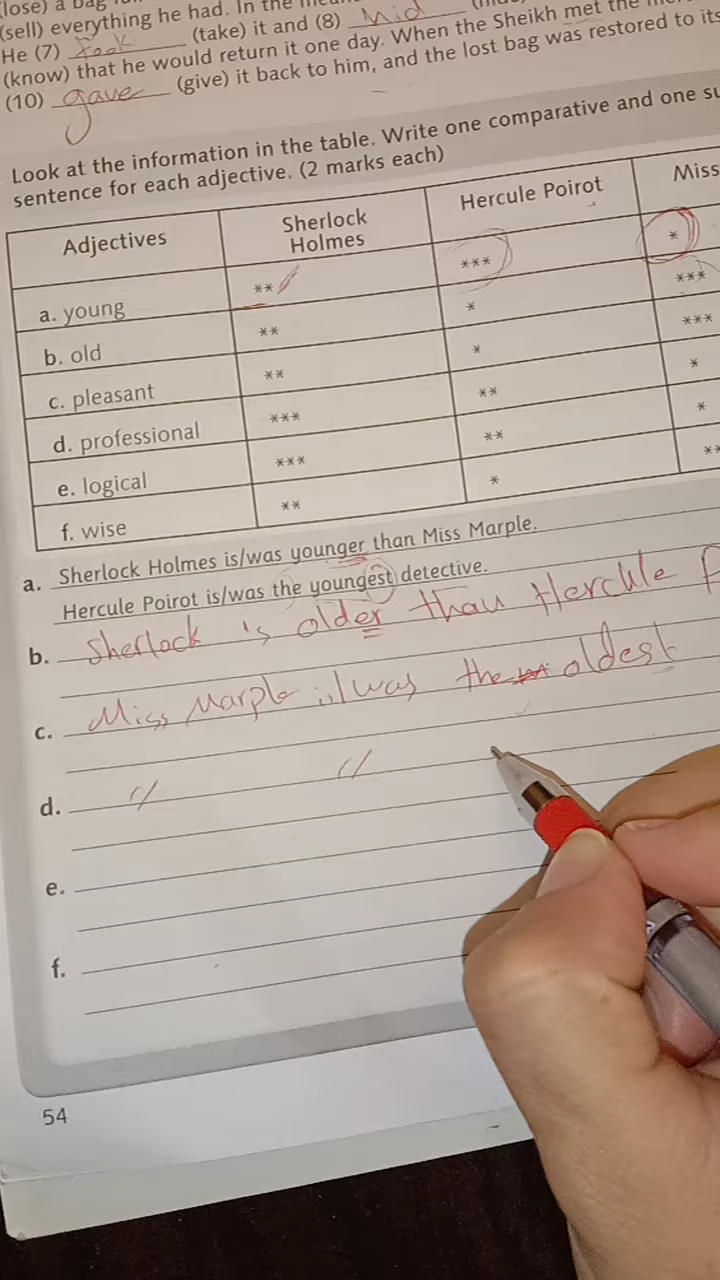 (lose) a bag
(sell) everything he had. In the
He (7) took (take) it and (8)
(know) that he would return it one day. When the Sheikh met the
(10) gave (give) it back to him, and the lost bag was restored to its
Look at the information in the table. Write one comparative and one
sentence for each adjective. (2 marks each)
Adjectives Sherlock Holmes Hercule Poirot Miss
a. young ** *** *
b. old ** * ***
c. pleasant ** * ***
d. professional *** ** *
e. logical *** ** *
f. wise ** * **
a. Sherlock Holmes is/was younger than Miss Marple.
Hercule Poirot is/was the youngest detective.
b. Sherlock is older than Hercule P
c. Miss Marple is/was the oldest
d. // //
e.
f.
54